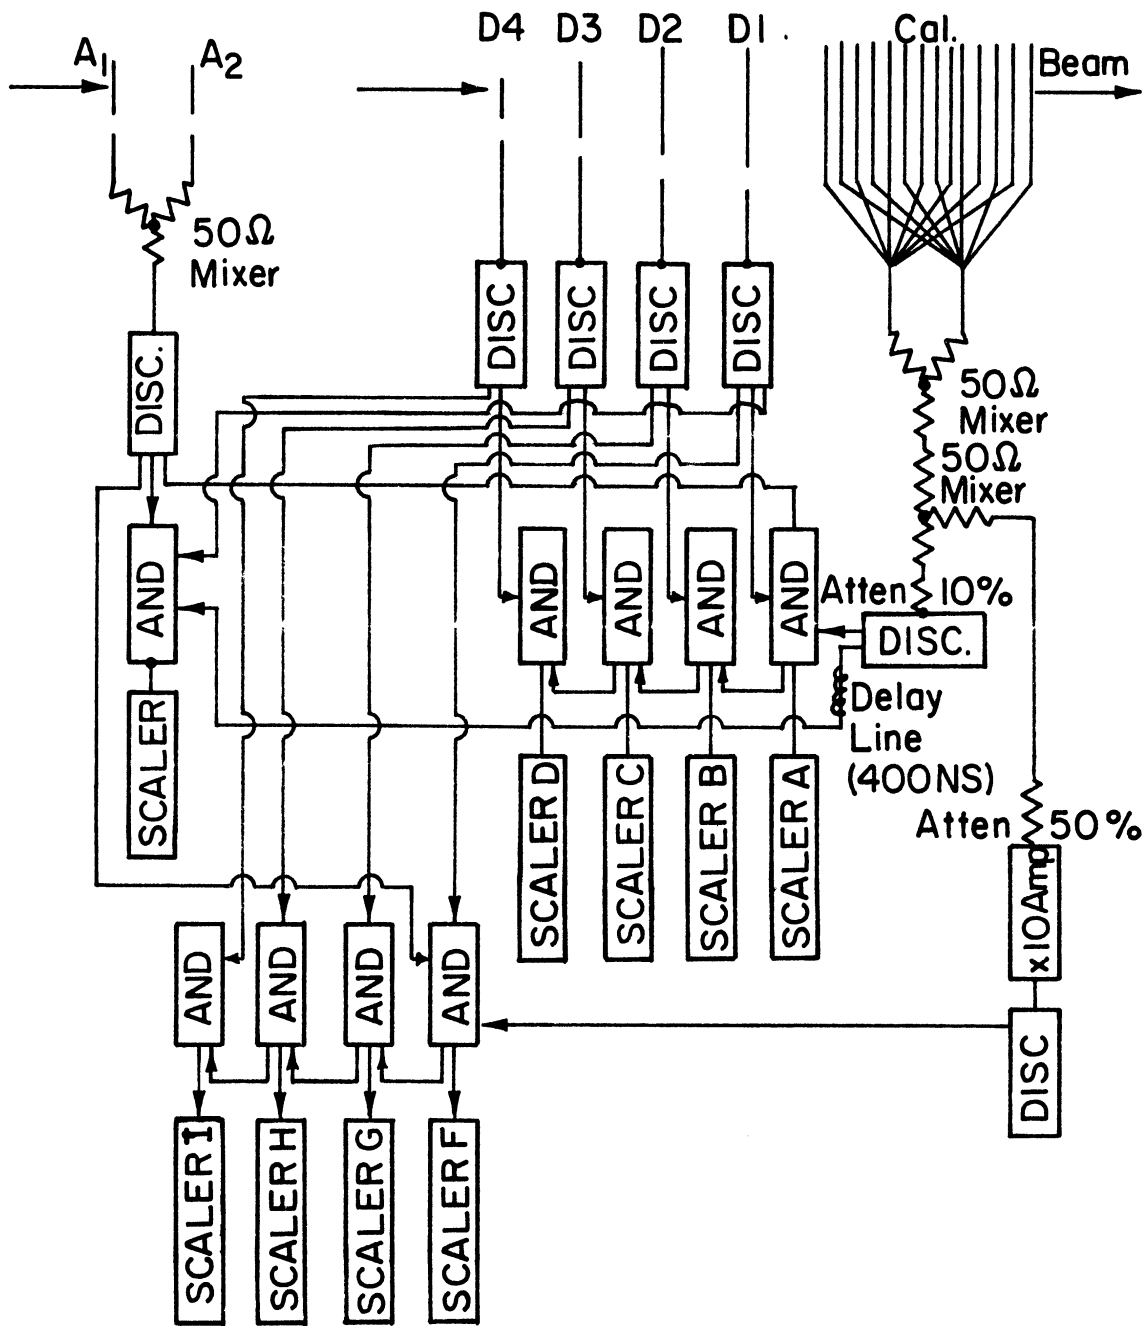 A1
A2
D4
D3
D2
D1
Cal.
Beam
50Ω
Mixer
DISC.
DISC
DISC
DISC
DISC
50Ω
Mixer
50Ω
Mixer
AND
AND
AND
AND
AND
Atten 10%
DISC.
SCALER
Delay
Line
(400NS)
SCALER D
SCALER C
SCALER B
SCALER A
Atten 50%
x10Amp
AND
AND
AND
AND
DISC
SCALER I
SCALER H
SCALER G
SCALER F